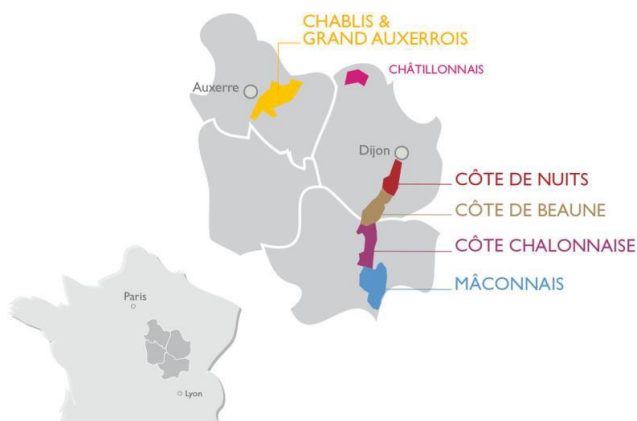 CHABLIS &
GRAND AUXERROIS
CHÂTILLONNAIS
Auxerre
Dijon
CÔTE DE NUITS
CÔTE DE BEAUNE
CÔTE CHALONNAISE
MÂCONNAIS
Paris
Lyon